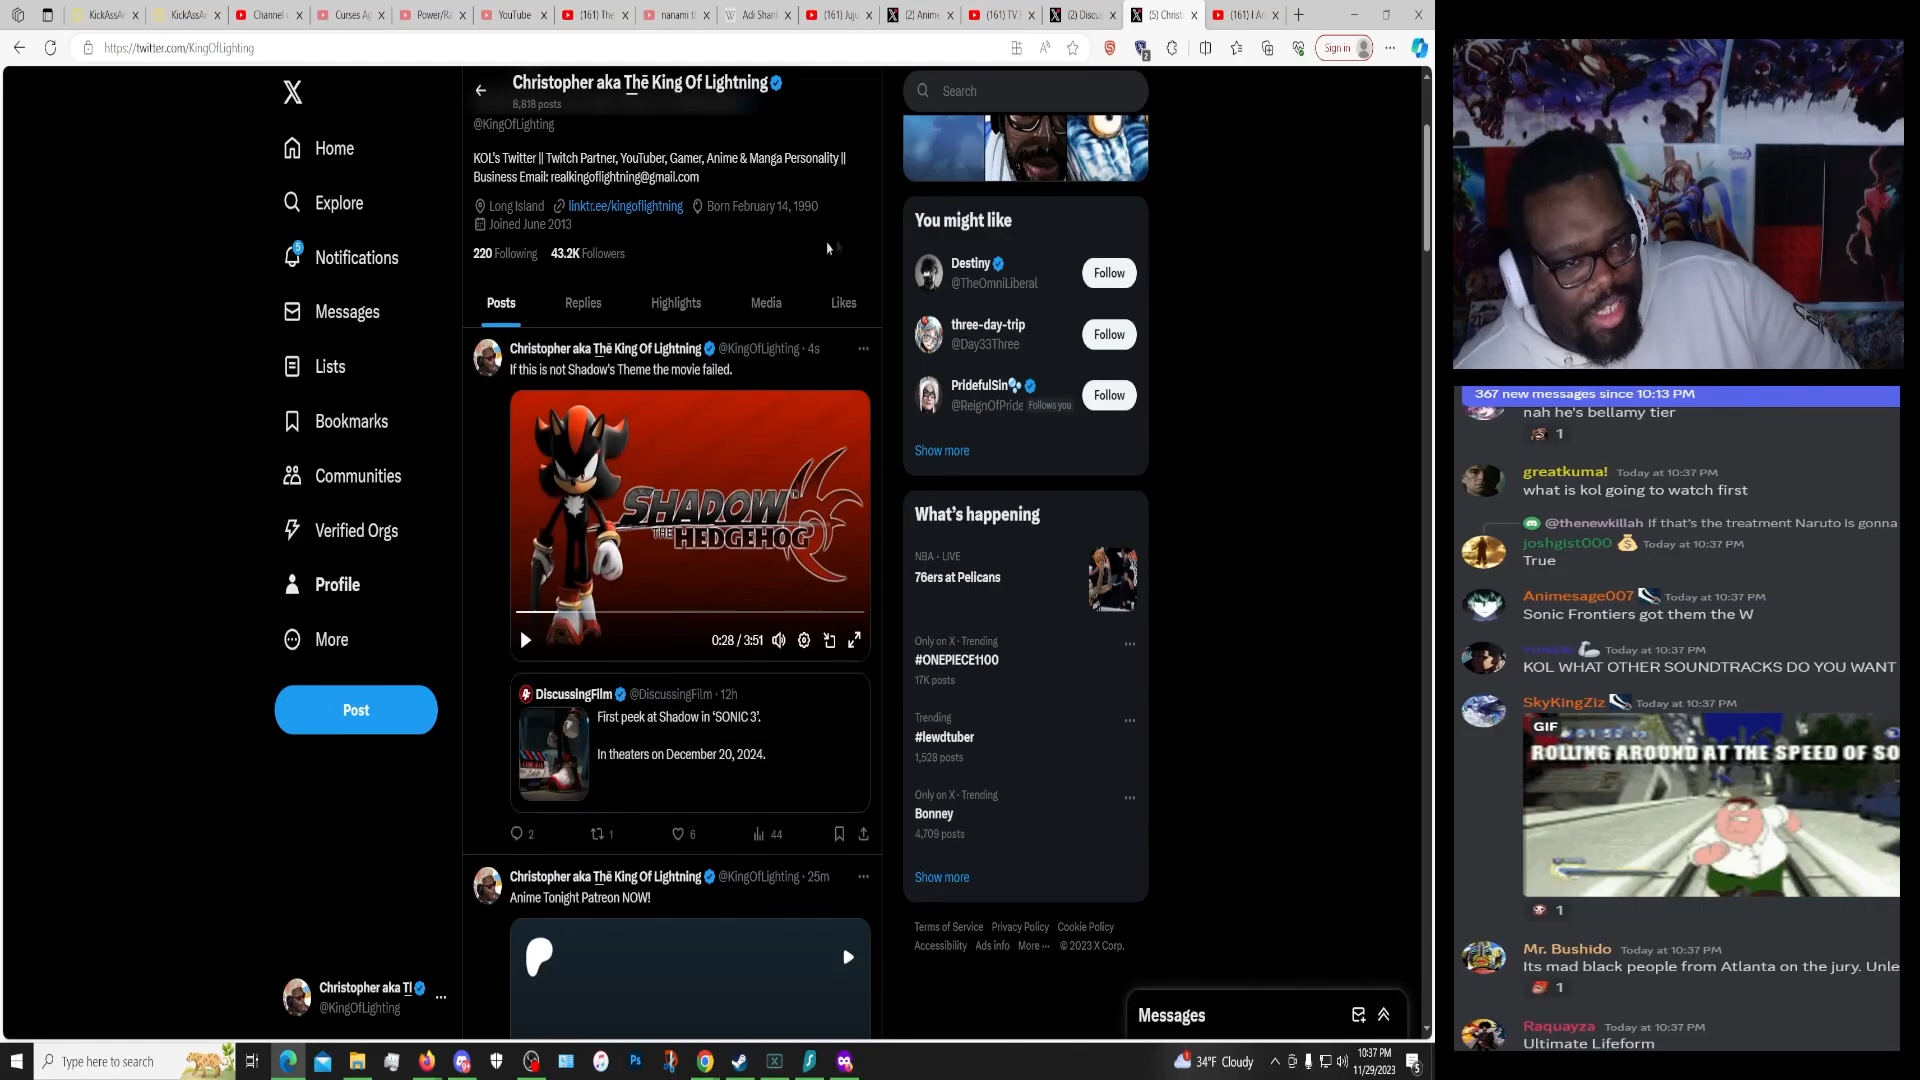 KickAssAr
KickAssAr
Channel c
Curses Ag
Power/Ra
YouTube
(161) The
nanami th
Adi Shan
(161) Juju
(2) Anime
(161) TV
(2) Discus
(5) Christ
(161) I A
https://twitter.com/KingOfLighting
Sign in
Home
Explore
5
Notifications
Messages
Lists
Bookmarks
Communities
Verified Orgs
Profile
More
Post
@KingOfLighting
Christopher aka Th̲ē King Of Lightning
8,818 posts
@KingOfLighting
KOL's Twitter || Twitch Partner, YouTuber, Gamer, Anime & Manga Personality ||
Business Email: realkingoflightning@gmail.com
Long Island linktr.ee/kingoflightning Born February 14, 1990
Joined June 2013
220 Following 43.2K Followers
Posts Replies Highlights Media Likes
Christopher aka Th̲ē King Of Lightning @KingOfLighting · 4s
If this is not Shadow's Theme the movie failed.
SHADOW
THE HEDGEHOG
0:28 / 3:51
DiscussingFilm @DiscussingFilm · 12h
First peek at Shadow in 'SONIC 3'.
In theaters on December 20, 2024.
2 1 6 44
Christopher aka Th̲ē King Of Lightning @KingOfLighting · 25m
Anime Tonight Patreon NOW!
Search
You might like
Destiny
@TheOmniLiberal
Follow
three-day-trip
@Day33Three
Follow
PridefulSin
@ReignOfPride Follows you
Follow
Show more
What's happening
NBA · LIVE
76ers at Pelicans
Only on X · Trending
#ONEPIECE1100
17K posts
Trending
#lewdtuber
1,528 posts
Only on X · Trending
Bonney
4,709 posts
Show more
Terms of Service Privacy Policy Cookie Policy
Accessibility Ads info More ··· © 2023 X Corp.
Messages
367 new messages since 10:13 PM
nah he's bellamy tier
1
greatkuma! Today at 10:37 PM
what is kol going to watch first
@thenewkillah If that's the treatment Naruto is gonna
joshgist000 Today at 10:37 PM
True
Animesage007 Today at 10:37 PM
Sonic Frontiers got them the W
Today at 10:37 PM
KOL WHAT OTHER SOUNDTRACKS DO YOU WANT
SkyKingZiz Today at 10:37 PM
GIF
ROLLING AROUND AT THE SPEED OF SO
1
Mr. Bushido Today at 10:37 PM
Its mad black people from Atlanta on the jury. Unle
1
Raquayza Today at 10:37 PM
Ultimate Lifeform
Type here to search
34°F Cloudy
10:37 PM
11/29/2023